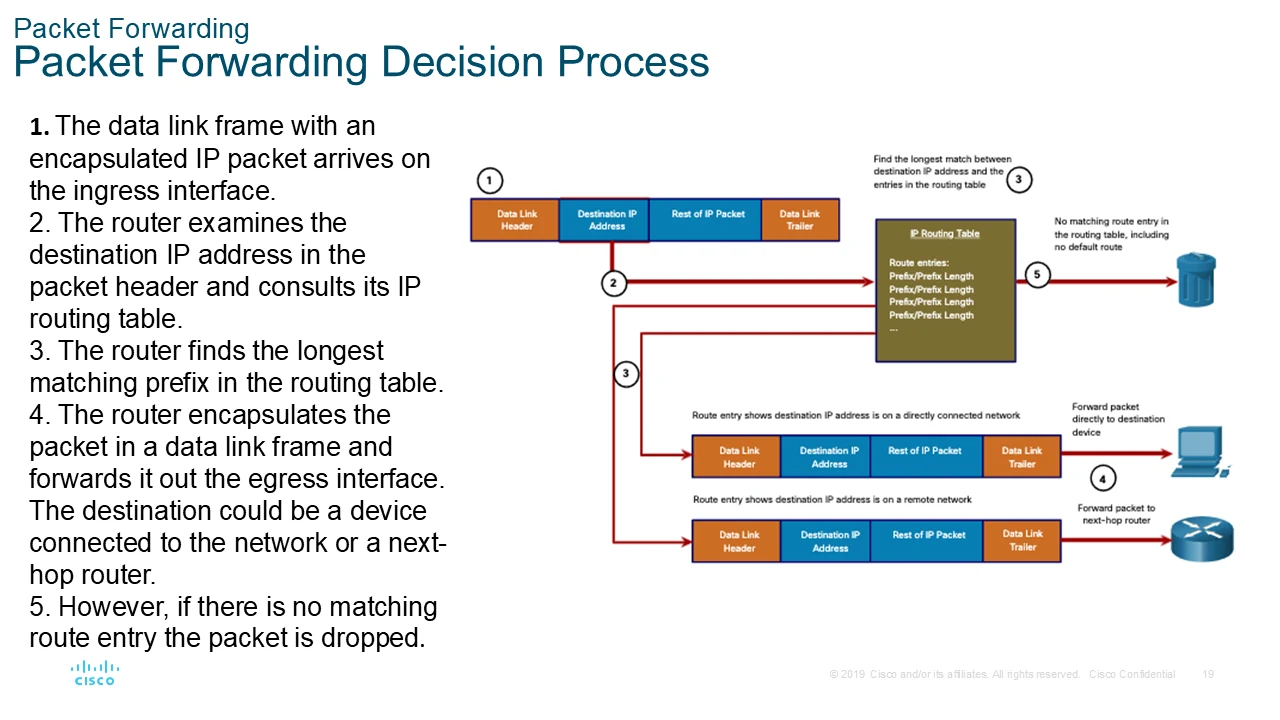 Packet Forwarding
Packet Forwarding Decision Process
1. The data link frame with an
encapsulated IP packet arrives on
the ingress interface.
2. The router examines the
destination IP address in the
packet header and consults its IP
routing table.
3. The router finds the longest
matching prefix in the routing table.
4. The router encapsulates the
packet in a data link frame and
forwards it out the egress interface.
The destination could be a device
connected to the network or a next-
hop router.
5. However, if there is no matching
route entry the packet is dropped.
1
Data Link
Header
Destination IP
Address
Rest of IP Packet
Data Link
Trailer
2
Find the longest match between
destination IP address and the
entries in the routing table
3
IP Routing Table
Route entries:
Prefix/Prefix Length
Prefix/Prefix Length
Prefix/Prefix Length
Prefix/Prefix Length
...
No matching route entry in
the routing table, including
no default route
5
3
Route entry shows destination IP address is on a directly connected network
Data Link
Header
Destination IP
Address
Rest of IP Packet
Data Link
Trailer
Forward packet
directly to destination
device
4
Route entry shows destination IP address is on a remote network
Data Link
Header
Destination IP
Address
Rest of IP Packet
Data Link
Trailer
Forward packet to
next-hop router
CISCO
© 2019 Cisco and/or its affiliates. All rights reserved. Cisco Confidential
19